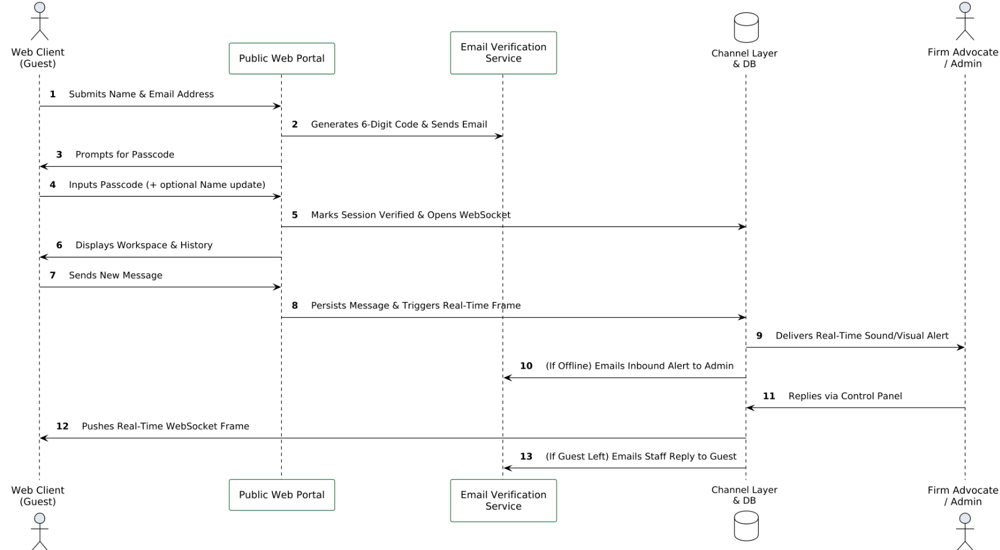 Web Client
(Guest)
Public Web Portal
Email Verification
Service
Channel Layer
& DB
Firm Advocate
/ Admin
1 Submits Name & Email Address
2 Generates 6-Digit Code & Sends Email
3 Prompts for Passcode
4 Inputs Passcode (+ optional Name update)
5 Marks Session Verified & Opens WebSocket
6 Displays Workspace & History
7 Sends New Message
8 Persists Message & Triggers Real-Time Frame
9 Delivers Real-Time Sound/Visual Alert
10 (If Offline) Emails Inbound Alert to Admin
11 Replies via Control Panel
12 Pushes Real-Time WebSocket Frame
13 (If Guest Left) Emails Staff Reply to Guest
Web Client
(Guest)
Public Web Portal
Email Verification
Service
Channel Layer
& DB
Firm Advocate
/ Admin